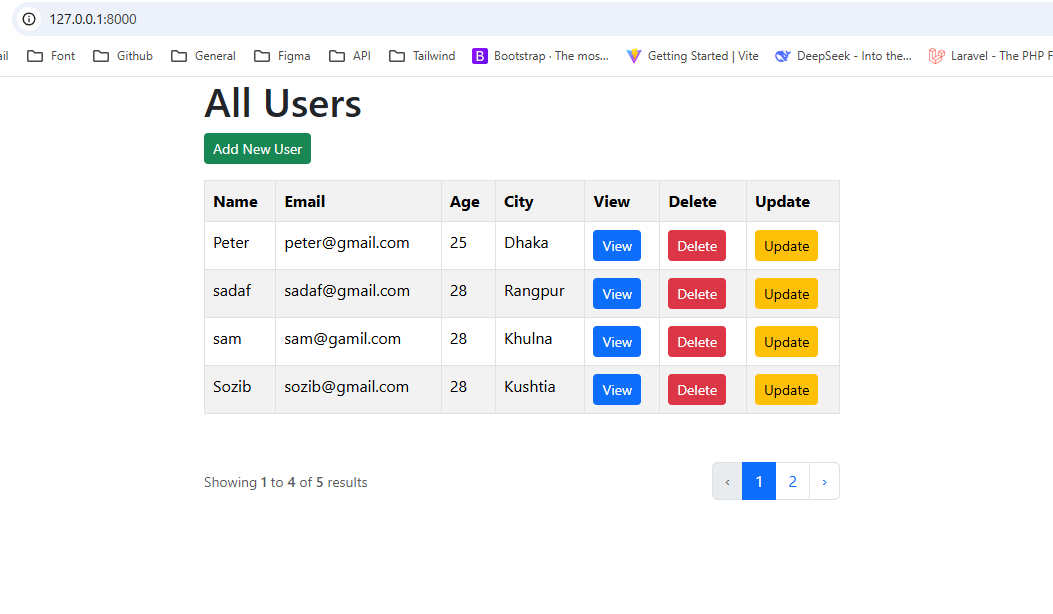 127.0.0.1:8000
ail Font Github General Figma API Tailwind B Bootstrap · The mos... Getting Started | Vite DeepSeek - Into the... Laravel - The PHP F
All Users
Add New User
Name Email Age City View Delete Update
Peter peter@gmail.com 25 Dhaka View Delete Update
sadaf sadaf@gmail.com 28 Rangpur View Delete Update
sam sam@gamil.com 28 Khulna View Delete Update
Sozib sozib@gmail.com 28 Kushtia View Delete Update
Showing 1 to 4 of 5 results ‹ 1 2 ›